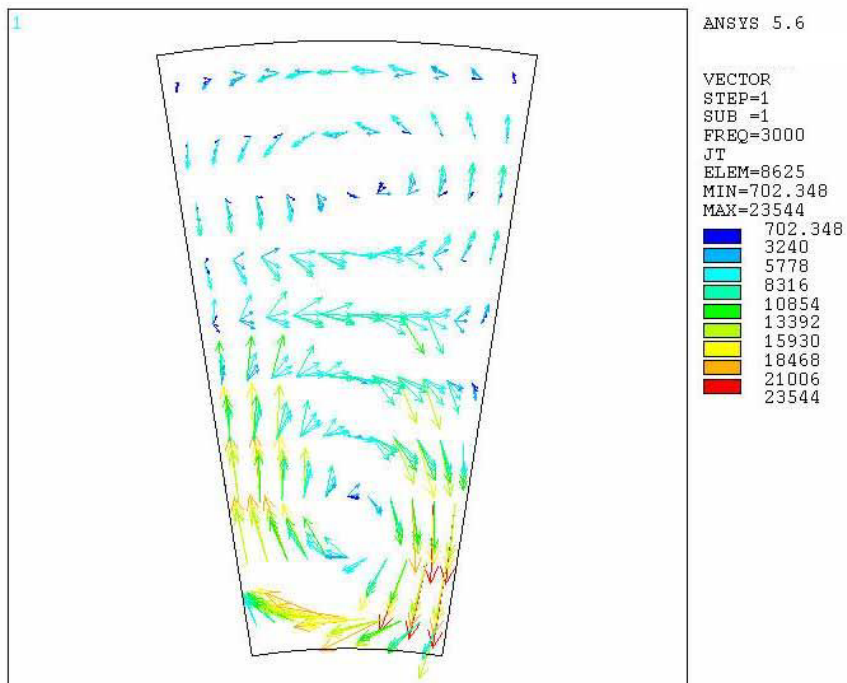 1
ANSYS 5.6
VECTOR
STEP=1
SUB =1
FREQ=3000
JT
ELEM=8625
MIN=702.348
MAX=23544
702.348
3240
5778
8316
10854
13392
15930
18468
21006
23544